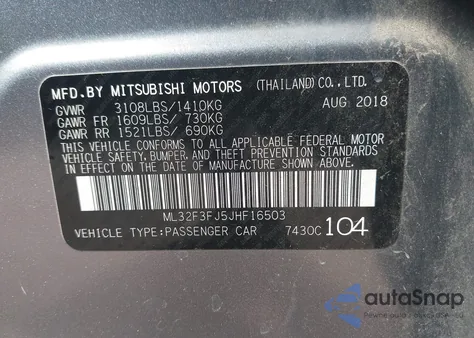 MFD.BY MITSUBISHI MOTORS (THAILAND) CO.,LTD.
GVWR 3108LBS/1410KG AUG 2018
GAWR FR 1609LBS/ 730KG
GAWR RR 1521LBS/ 690KG
THIS VEHICLE CONFORMS TO ALL APPLICABLE FEDERAL MOTOR
VEHICLE SAFETY, BUMPER, AND THEFT PREVENTION STANDARDS
IN EFFECT ON THE DATE OF MANUFACTURE SHOWN ABOVE.
ML32F3FJ5JHF16503
VEHICLE TYPE:PASSENGER CAR 7430C 104
autoSnap